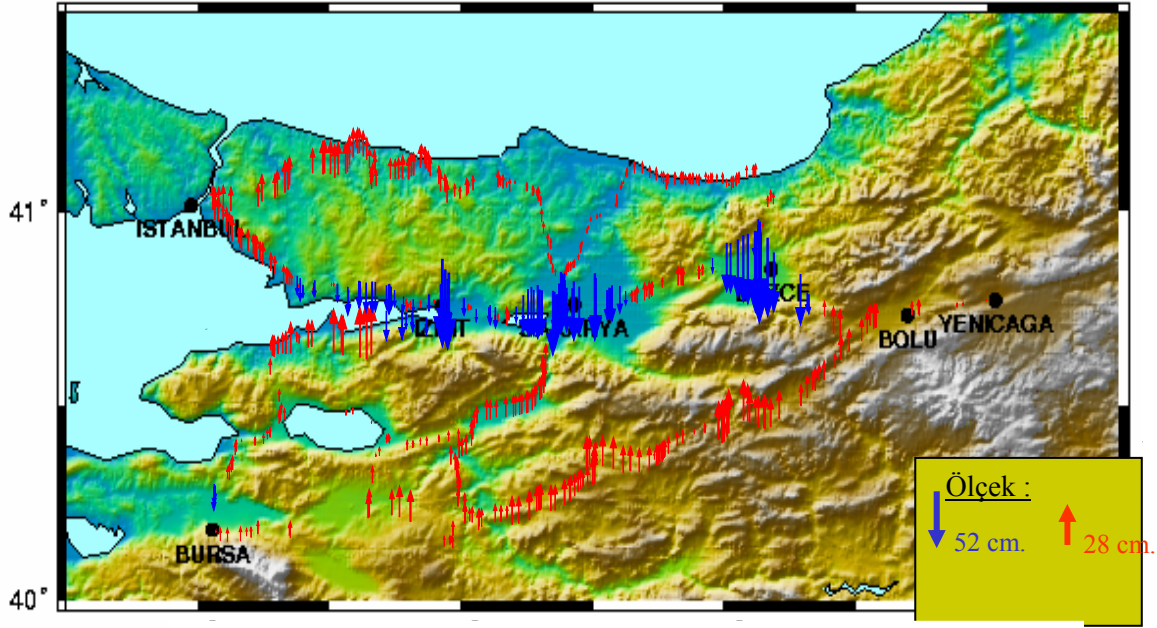 41°
ISTANBUL
YENICAGA
BOLU
Ölçek :
52 cm.
28 cm.
BURSA
40°